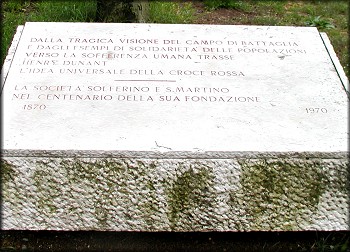 DALLA TRAGICA VISIONE DEL CAMPO DI BATTAGLIA
E DAGLI ESEMPI DI SOLIDARIETÀ DELLE POPOLAZIONI
VERSO LA SOFFERENZA UMANA TRASSE
HENRY DUNANT
L'IDEA UNIVERSALE DELLA CROCE ROSSA
LA SOCIETÀ SOLFERINO E S. MARTINO
NEL CENTENARIO DELLA SUA FONDAZIONE
1870 1970